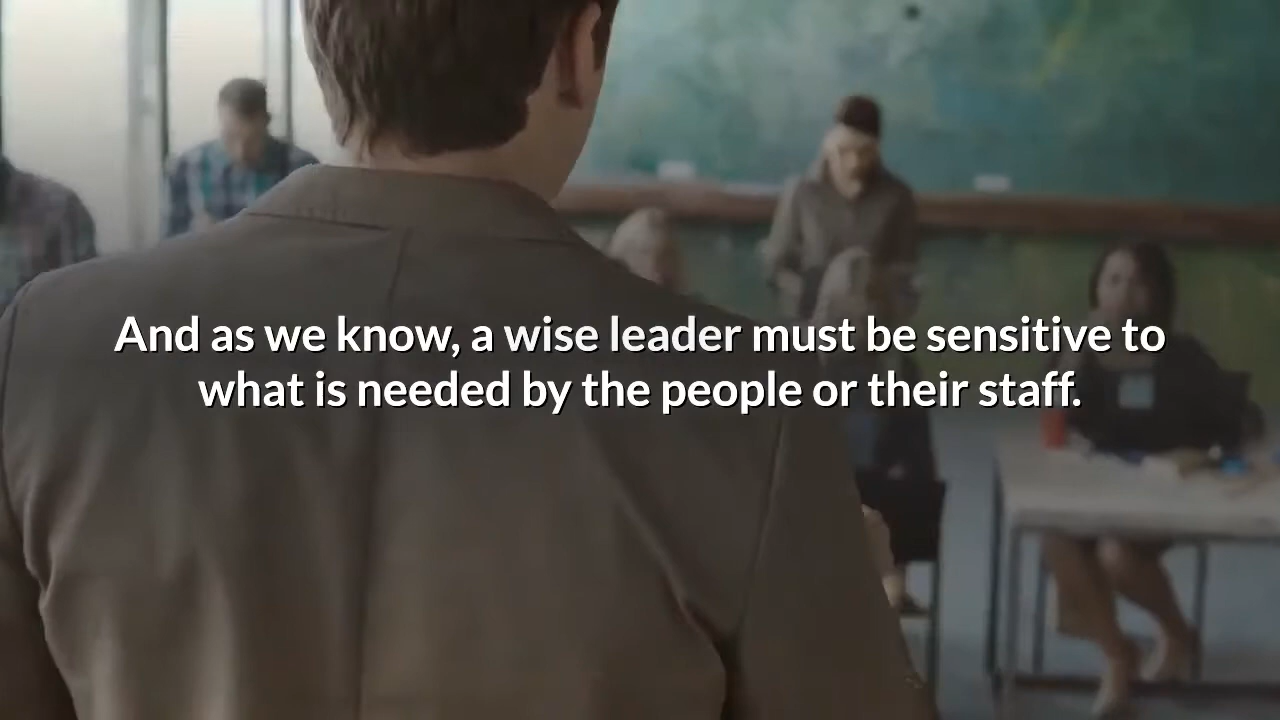 And as we know, a wise leader must be sensitive to
what is needed by the people or their staff.